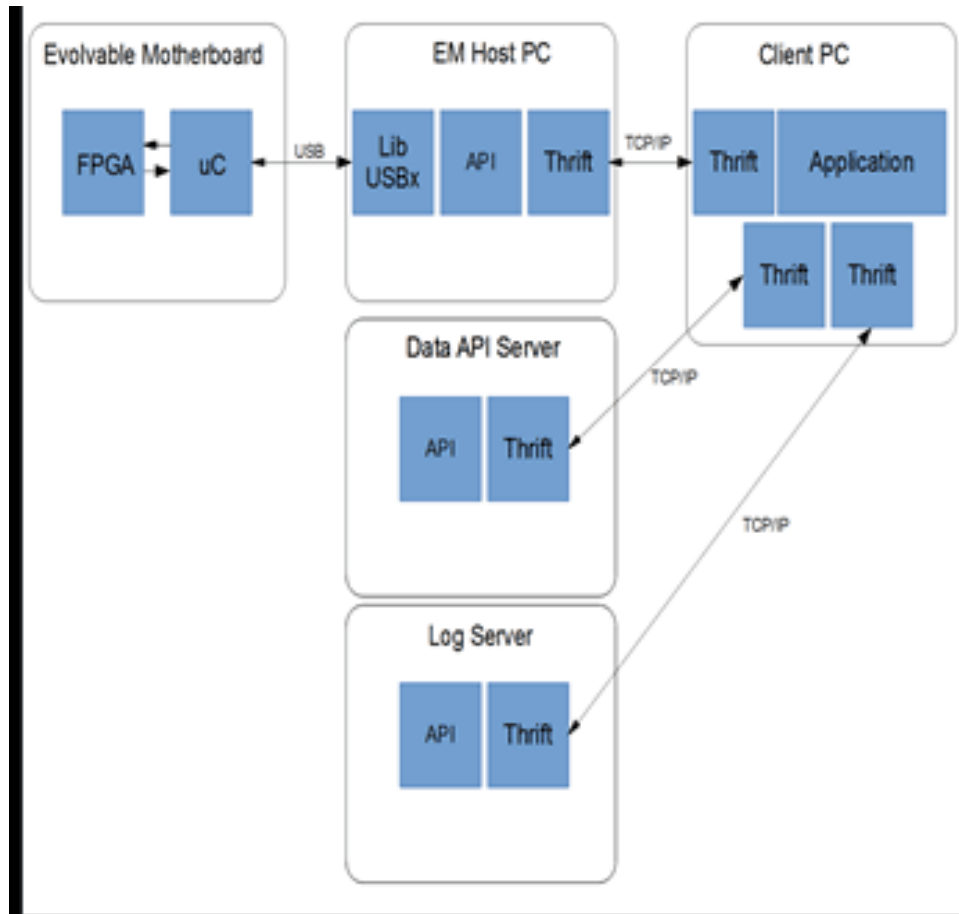 Evolvable Motherboard
EM Host PC
Client PC
FPGA
uC
USB
Lib
USBx
API
Thrift
TCP/IP
Thrift
Application
Thrift
Thrift
Data API Server
TCP/IP
API
Thrift
TCP/IP
Log Server
API
Thrift